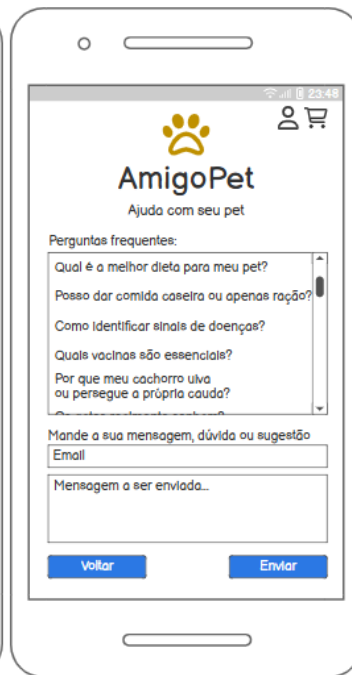 23:48
AmigoPet
Ajuda com seu pet
Perguntas frequentes:
Qual é a melhor dieta para meu pet?
Posso dar comida caseira ou apenas ração?
Como identificar sinais de doenças?
Quais vacinas são essenciais?
Por que meu cachorro uiva
ou persegue a própria cauda?
Mande a sua mensagem, dúvida ou sugestão
Email
Mensagem a ser enviada...
Voltar
Enviar